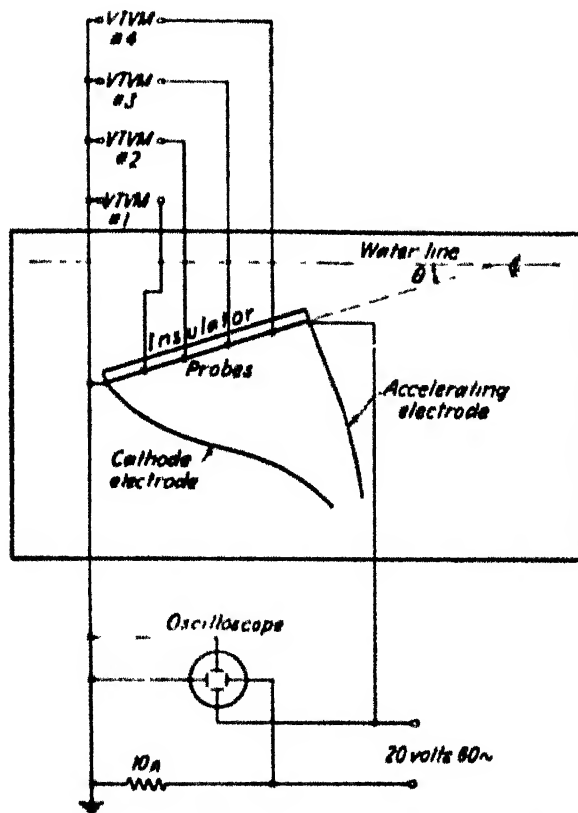 VTVM
#4
VTVM
#3
VTVM
#2
VTVM
#1
Water line
θ
Insulator
Probes
Accelerating
electrode
Cathode
electrode
Oscilloscope
20 volts 60~
10Ω